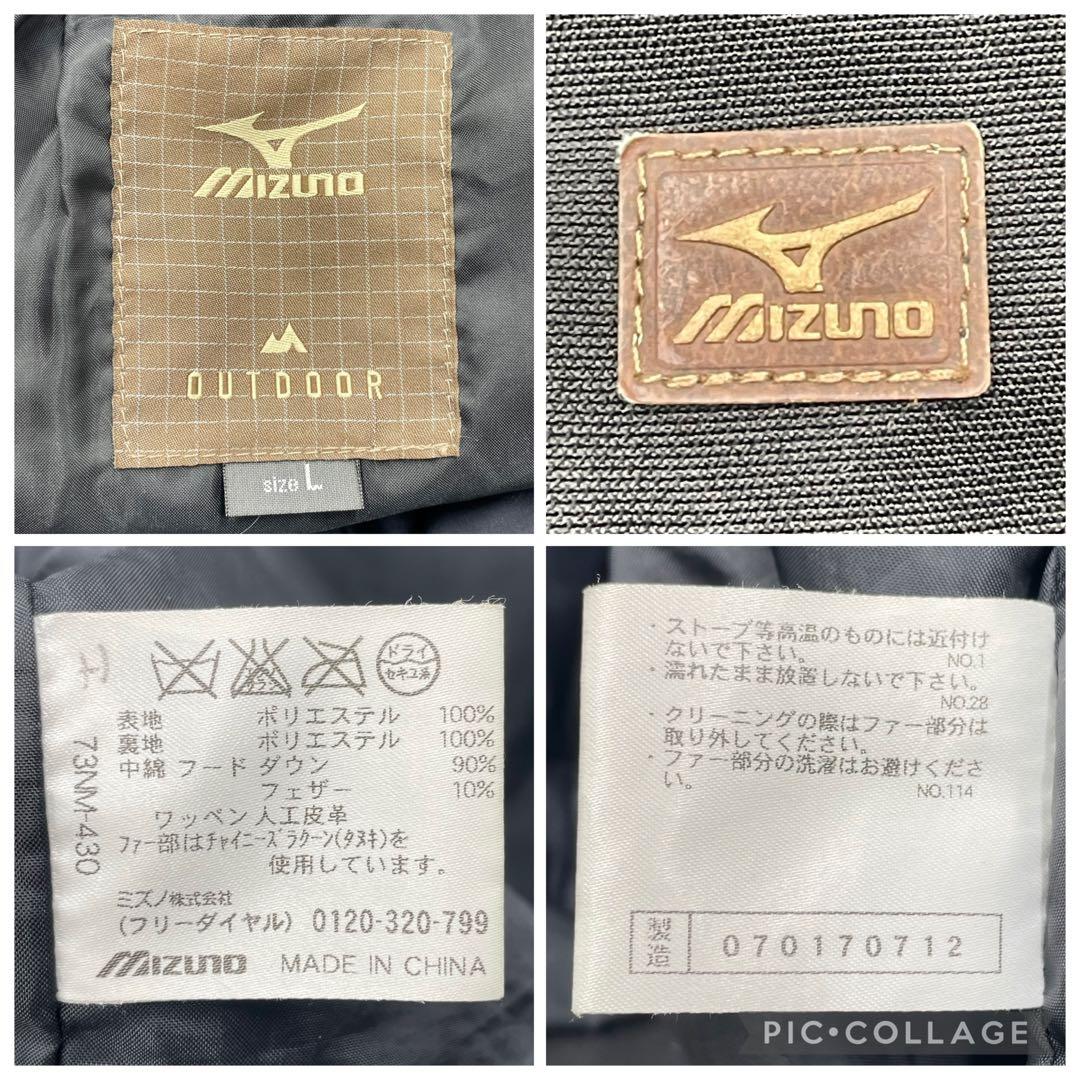 MIZUNO
OUTDOOR
size L
MIZUNO
ドライ
セキユ系
表地 ポリエステル 100%
裏地 ポリエステル 100%
中綿 フード ダウン 90%
フェザー 10%
ワッペン 人工皮革
ファー部はチャイニーズラクーン(タヌキ)を
使用しています。
ミズノ株式会社
(フリーダイヤル) 0120-320-799
MIZUNO MADE IN CHINA
73NM-430
・ストーブ等高温のものには近付け
ないで下さい。 NO.1
・濡れたまま放置しないで下さい。
NO.28
・クリーニングの際はファー部分は
取り外してください。
・ファー部分の洗濯はお避けくださ
い。 NO.114
製造 070170712
PIC•COLLAGE